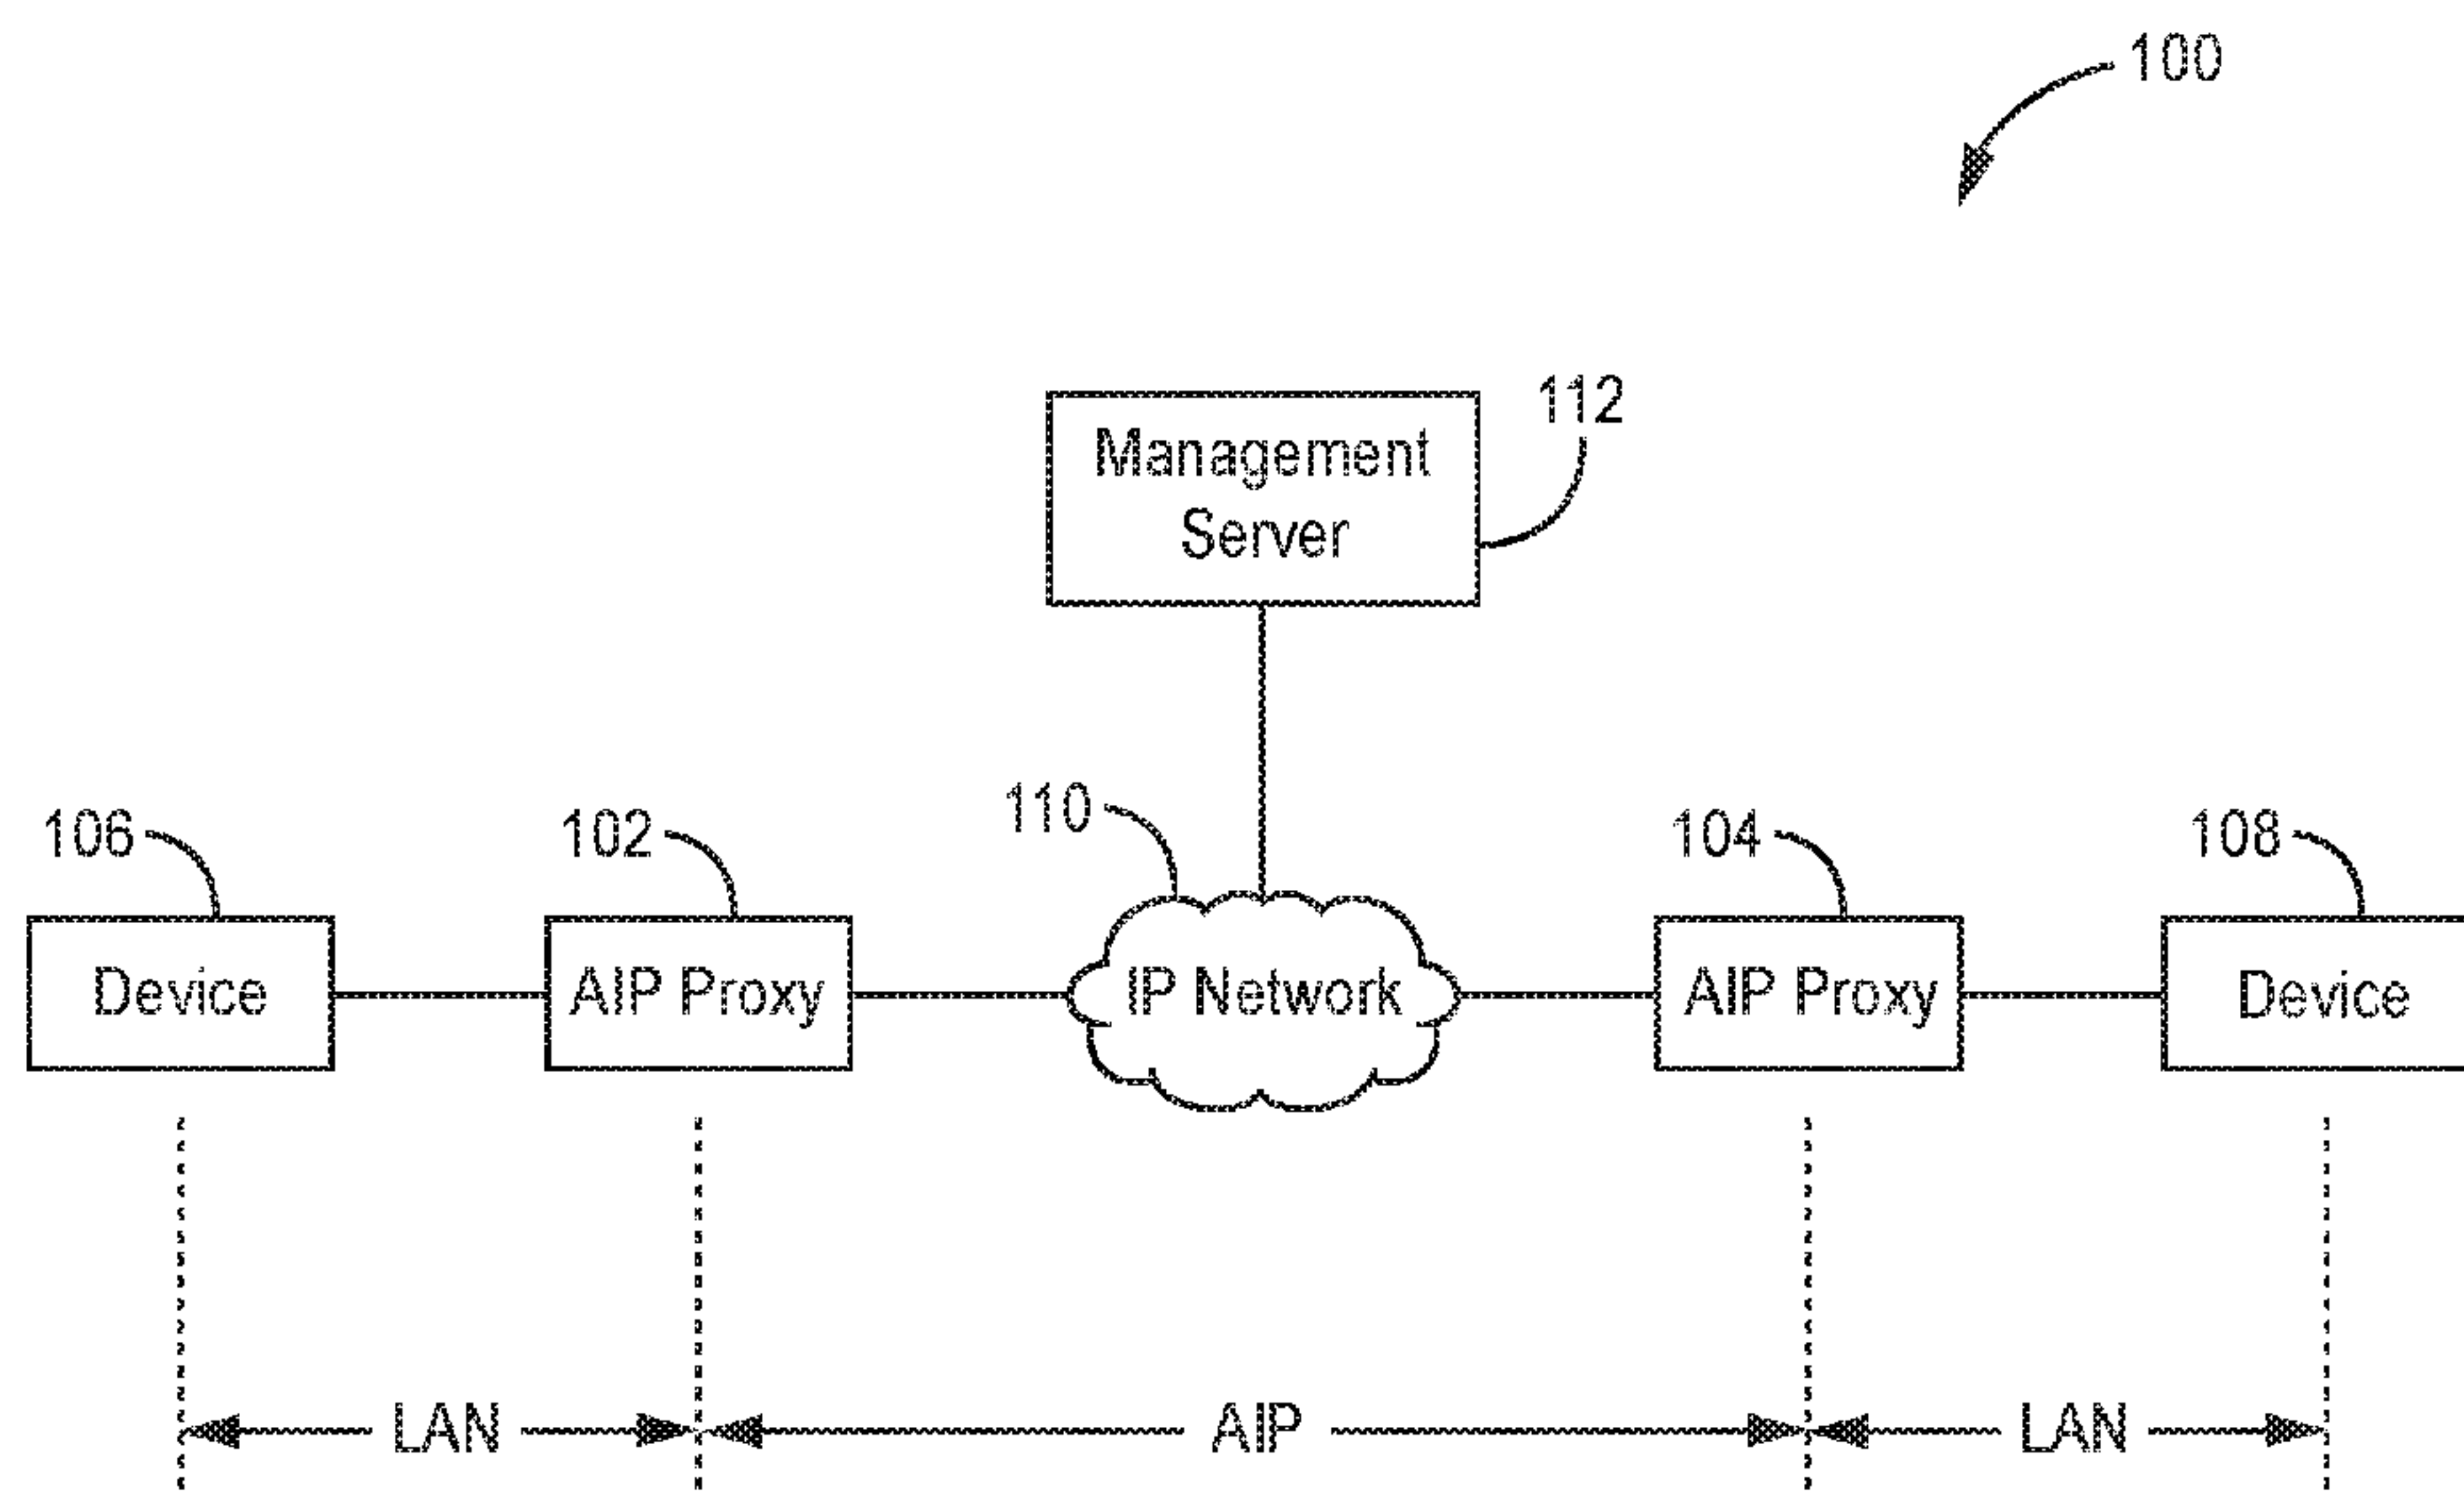 100
112
Management
Server
110
106
102
104
108
Device
AIP Proxy
IP Network
AIP Proxy
Device
LAN
AIP
LAN